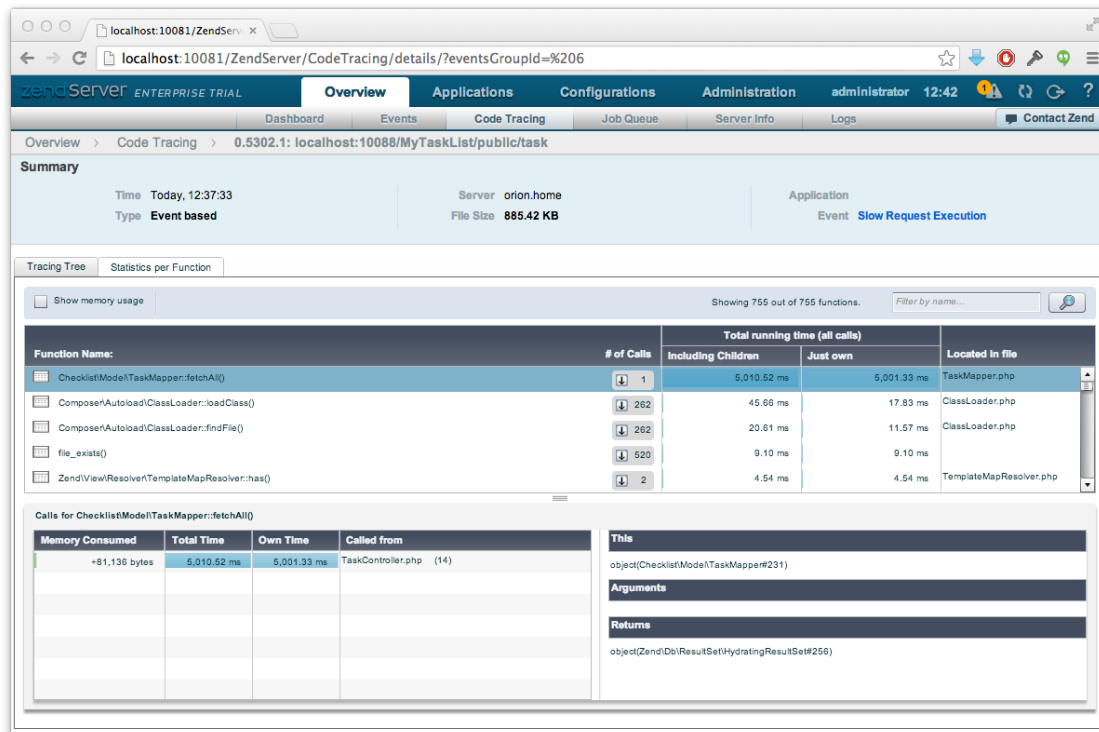 localhost:10081/ZendServ
localhost:10081/ZendServer/CodeTracing/details/?eventsGroupId=%206
zendserver ENTERPRISE TRIAL Overview Applications Configurations Administration administrator 12:42 1 ?
Dashboard Events Code Tracing Job Queue Server Info Logs Contact Zend
Overview > Code Tracing > 0.5302.1: localhost:10088/MyTaskList/public/task
Summary
Time Today, 12:37:33 Server orion.home Application
Type Event based File Size 885.42 KB Event Slow Request Execution
Tracing Tree Statistics per Function
Show memory usage Showing 755 out of 755 functions. Filter by name...
Total running time (all calls)
Function Name: # of Calls Including Children Just own Located in file
Checklist\Model\TaskMapper::fetchAll() 1 5,010.52 ms 5,001.33 ms TaskMapper.php
Composer\Autoload\ClassLoader::loadClass() 262 45.66 ms 17.83 ms ClassLoader.php
Composer\Autoload\ClassLoader::findFile() 262 20.61 ms 11.57 ms ClassLoader.php
file_exists() 520 9.10 ms 9.10 ms
Zend\View\Resolver\TemplateMapResolver::has() 2 4.54 ms 4.54 ms TemplateMapResolver.php
Calls for Checklist\Model\TaskMapper::fetchAll()
Memory Consumed Total Time Own Time Called from This
+81,136 bytes 5,010.52 ms 5,001.33 ms TaskController.php (14) object(Checklist\Model\TaskMapper#231)
Arguments
Returns
object(Zend\Db\ResultSet\HydratingResultSet#256)